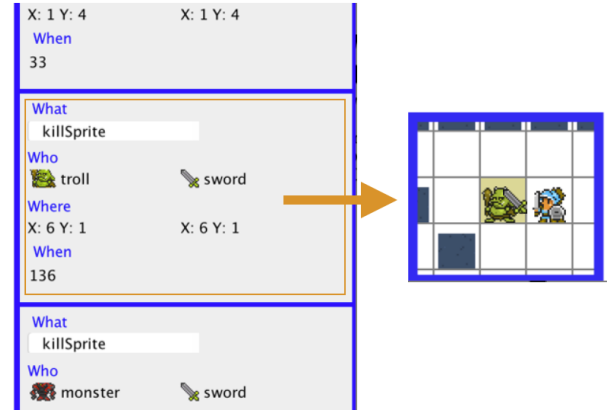 X: 1 Y: 4 X: 1 Y: 4
When
33
What
killSprite
Who
troll sword
Where
X: 6 Y: 1 X: 6 Y: 1
When
136
What
killSprite
Who
monster sword